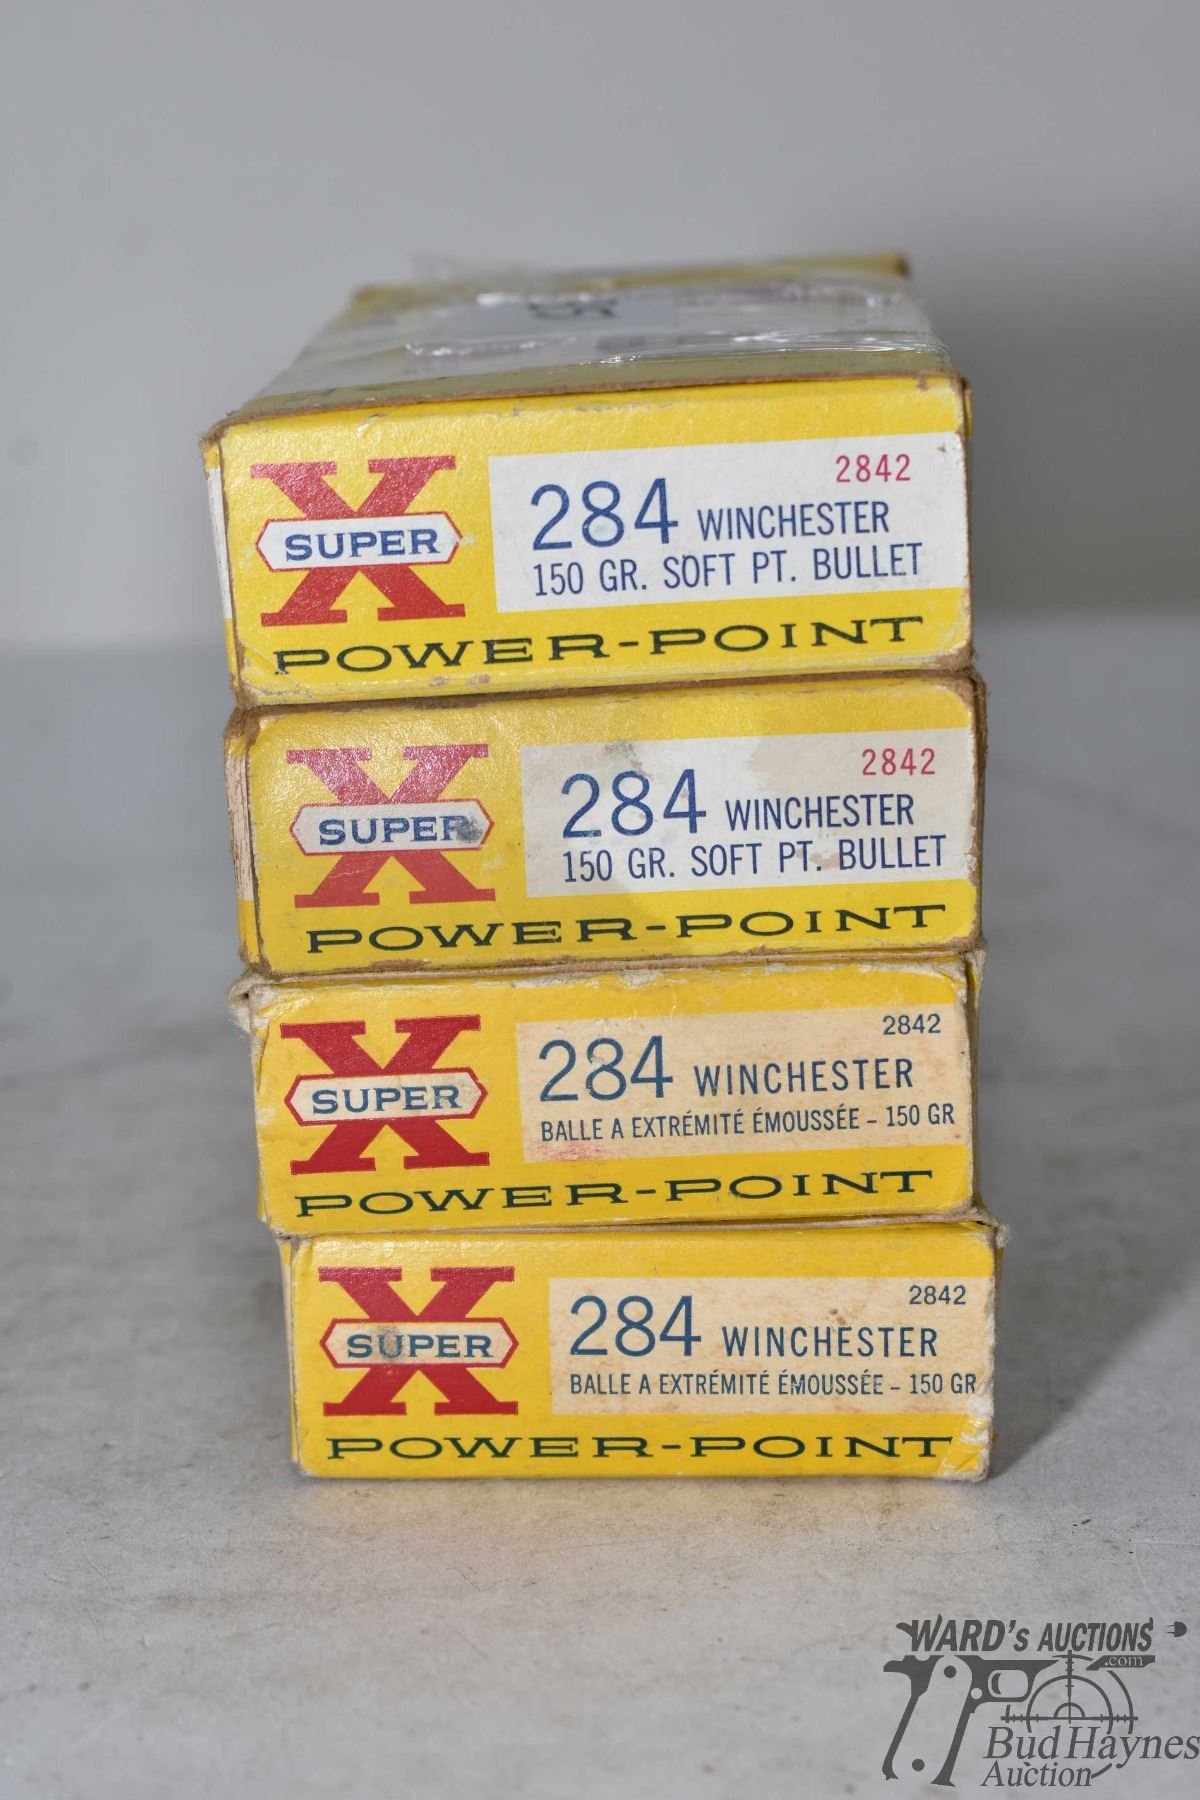 2842
SUPER X
284 WINCHESTER
150 GR. SOFT PT. BULLET
POWER-POINT
2842
SUPER X
284 WINCHESTER
150 GR. SOFT PT. BULLET
POWER-POINT
2842
SUPER X
284 WINCHESTER
BALLE A EXTRÉMITÉ ÉMOUSSÉE – 150 GR
POWER-POINT
2842
SUPER X
284 WINCHESTER
BALLE A EXTRÉMITÉ ÉMOUSSÉE – 150 GR
POWER-POINT
WARD's AUCTIONS
.com
Bud Haynes
Auction